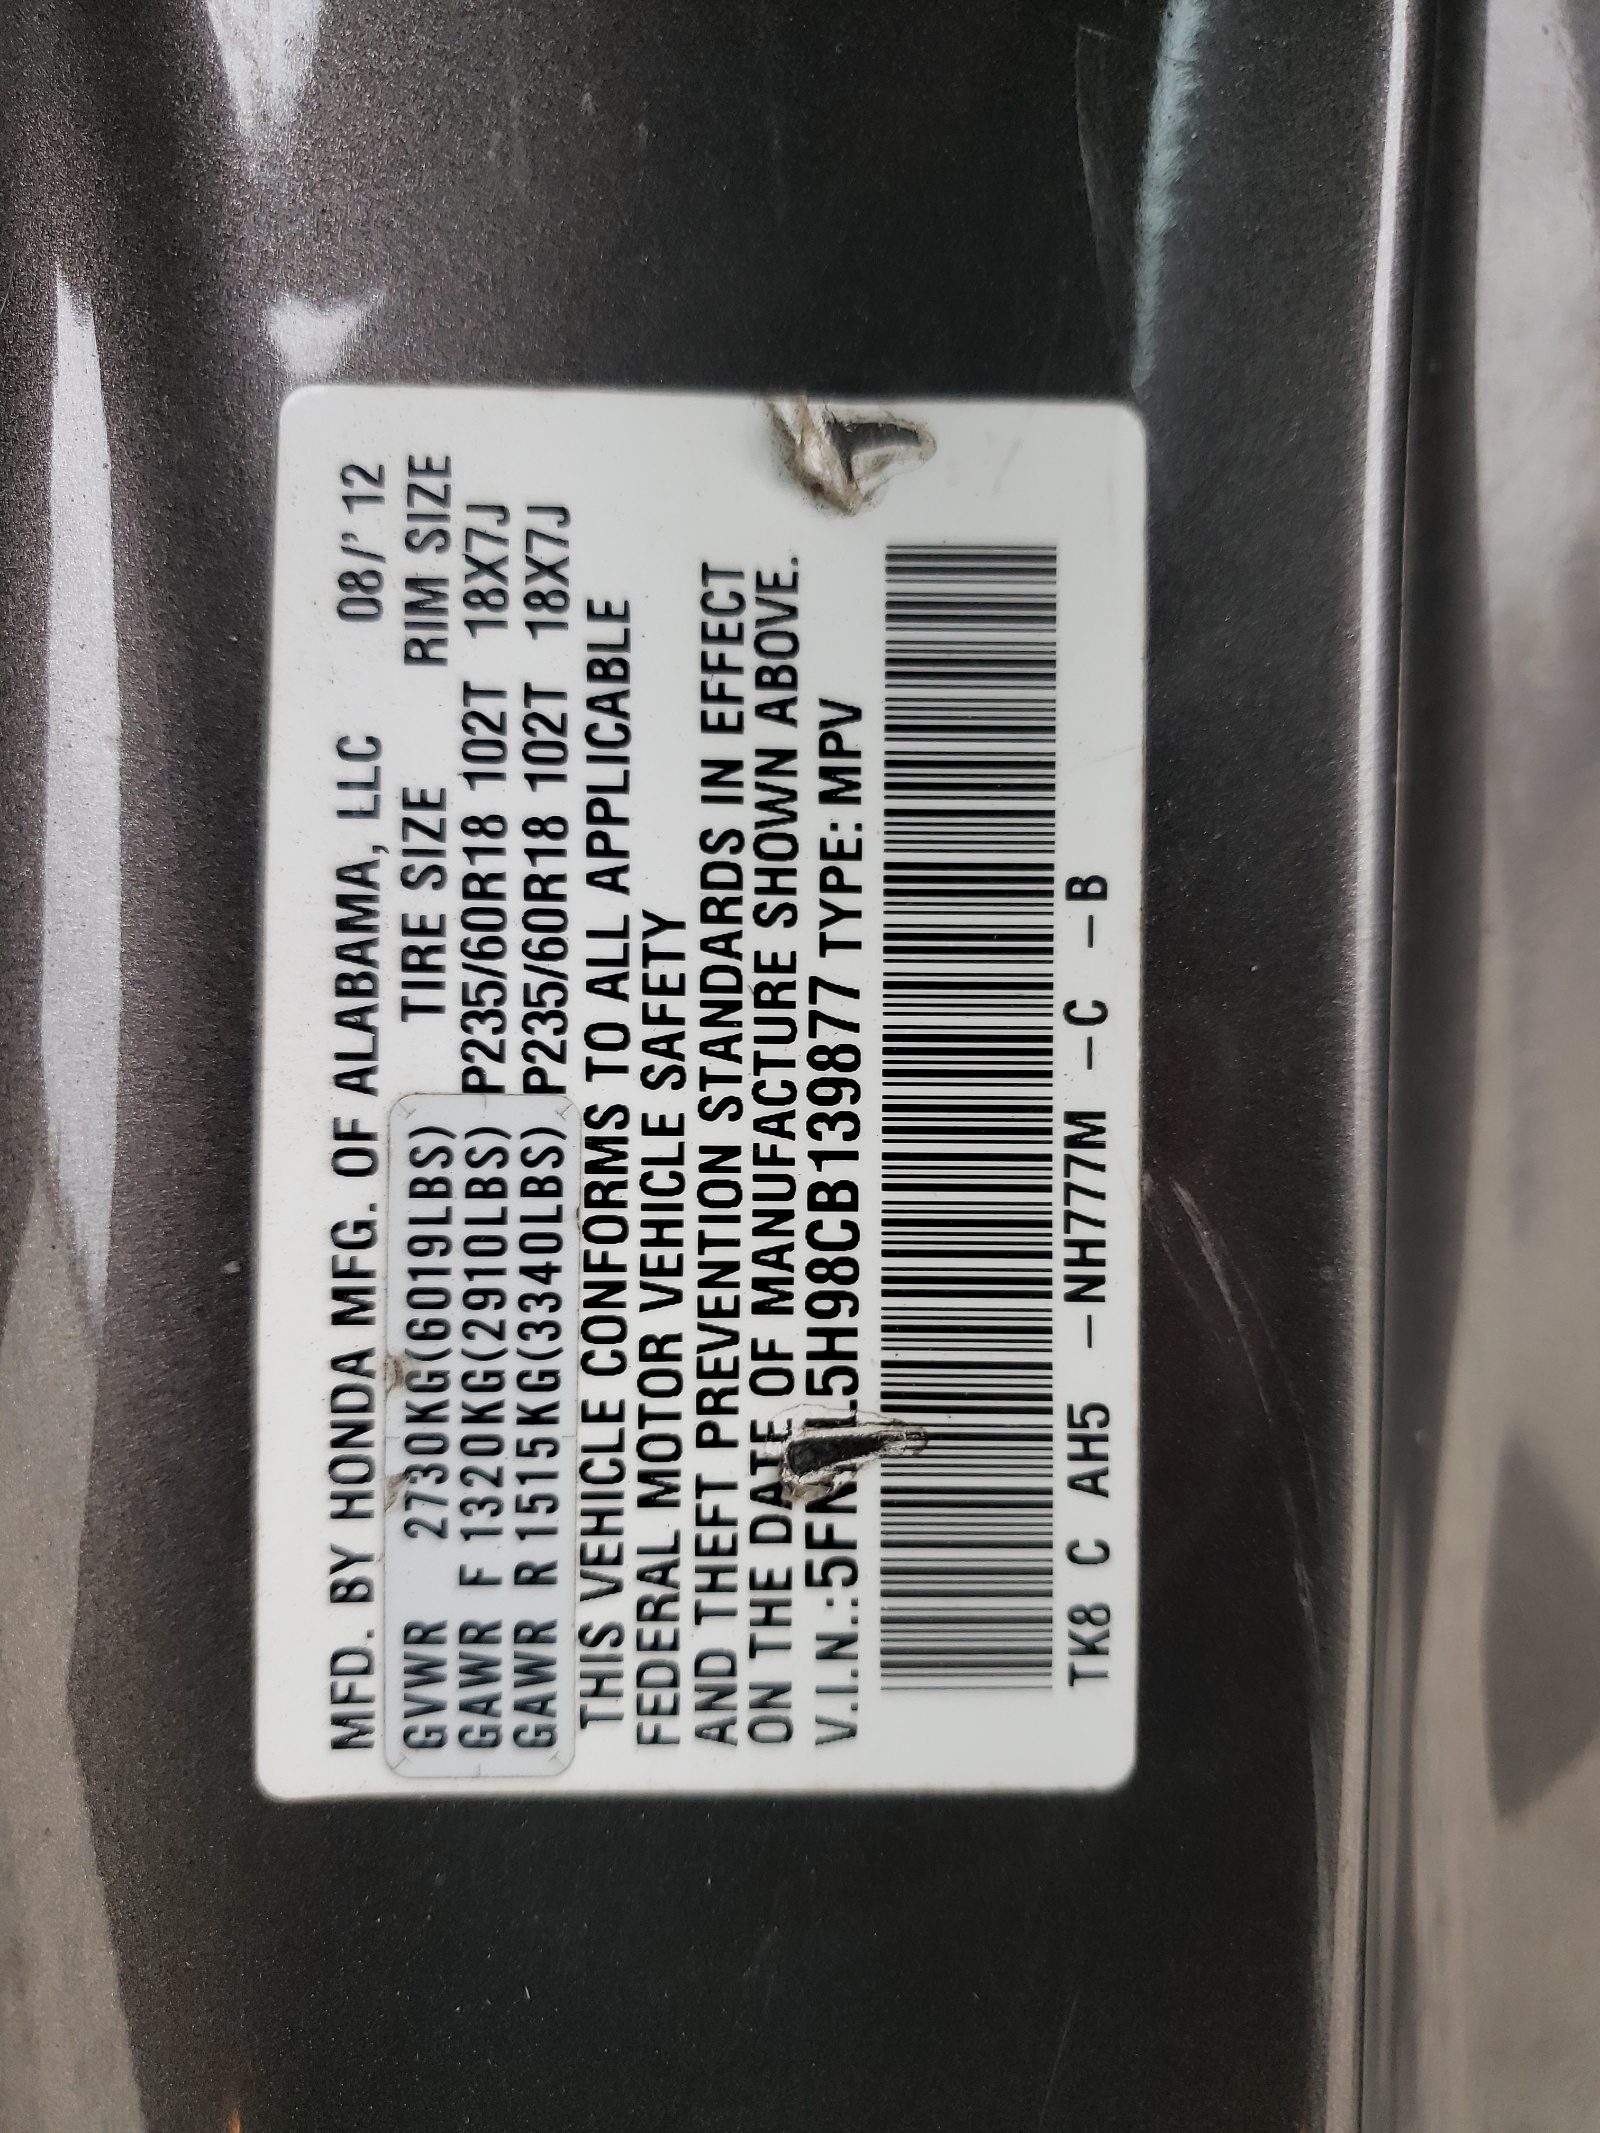 MFD. BY HONDA MFG. OF ALABAMA, LLC 08/' 12
TIRE SIZE RIM SIZE
GVWR 2730KG(6019LBS)
GAWR F 1320KG(2910LBS) P235/60R18 102T 18X7J
GAWR R 1515KG(3340LBS) P235/60R18 102T 18X7J
THIS VEHICLE CONFORMS TO ALL APPLICABLE
FEDERAL MOTOR VEHICLE SAFETY
AND THEFT PREVENTION STANDARDS IN EFFECT
ON THE DATE OF MANUFACTURE SHOWN ABOVE.
V.I.N.: TYPE: MPV
TK8 C AH5 -NH777M -C -B